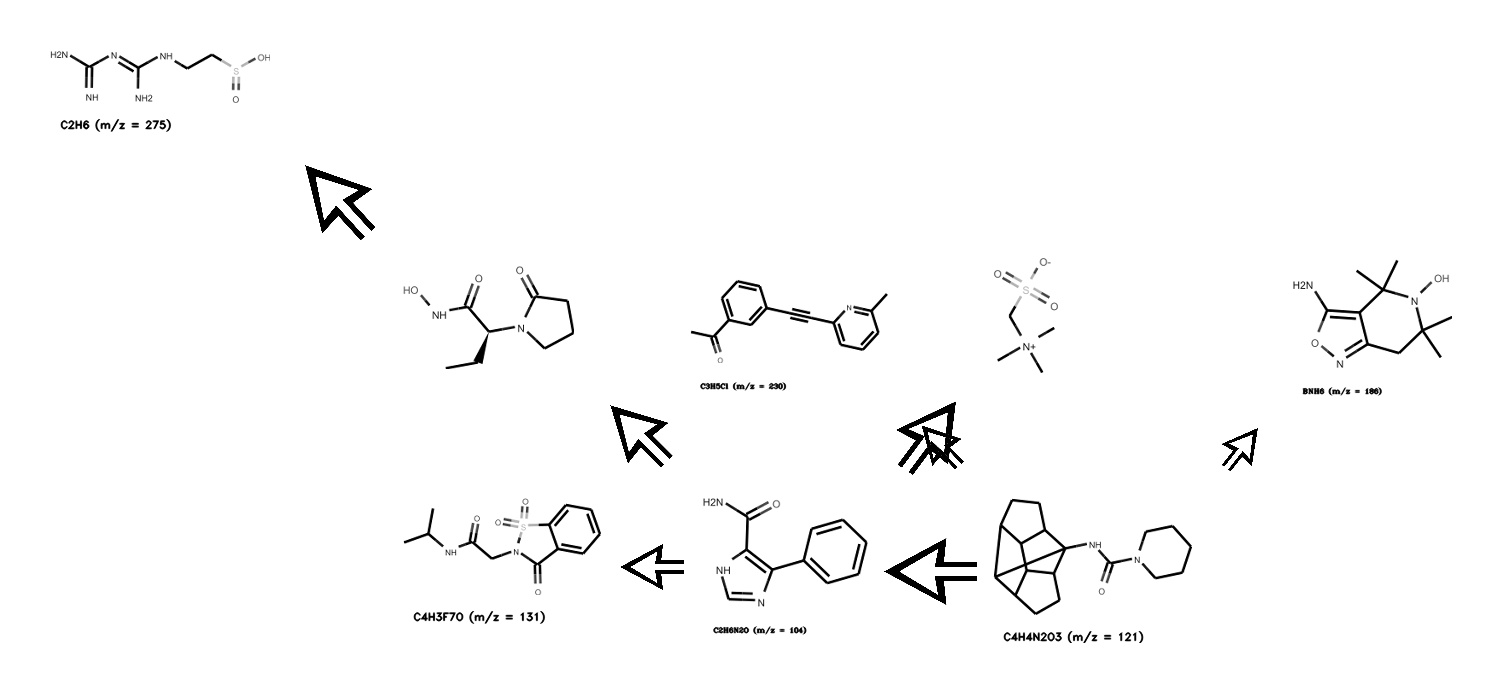 H2N N NH S OH
NH NH2 O
C2H6 (m/z = 275)
HO NH O O N
N O
C3H5Cl (m/z = 230)
O O- S O N+
H2N OH N O N
BNH6 (m/z = 186)
O O O S NH N O
C4H3F7O (m/z = 131)
H2N O NH N
C2H6N2O (m/z = 104)
NH N O
C4H4N2O3 (m/z = 121)